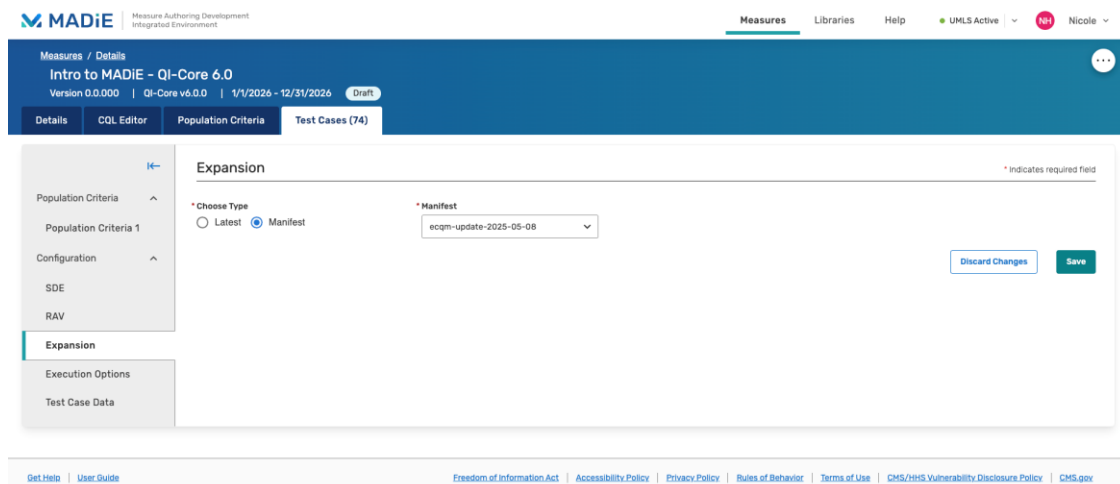 MADiE
Measure Authoring Development
Integrated Environment
Measures
Libraries
Help
UMLS Active
NH
Nicole
Measures / Details
Intro to MADiE - QI-Core 6.0
Version 0.0.000 | QI-Core v6.0.0 | 1/1/2026 - 12/31/2026 Draft
Details
CQL Editor
Population Criteria
Test Cases (74)
Population Criteria
Population Criteria 1
Configuration
SDE
RAV
Expansion
Execution Options
Test Case Data
Expansion
* Indicates required field
* Choose Type
Latest
Manifest
* Manifest
ecqm-update-2025-05-08
Discard Changes
Save
Get Help | User Guide
Freedom of Information Act | Accessibility Policy | Privacy Policy | Rules of Behavior | Terms of Use | CMS/HHS Vulnerability Disclosure Policy | CMS.gov